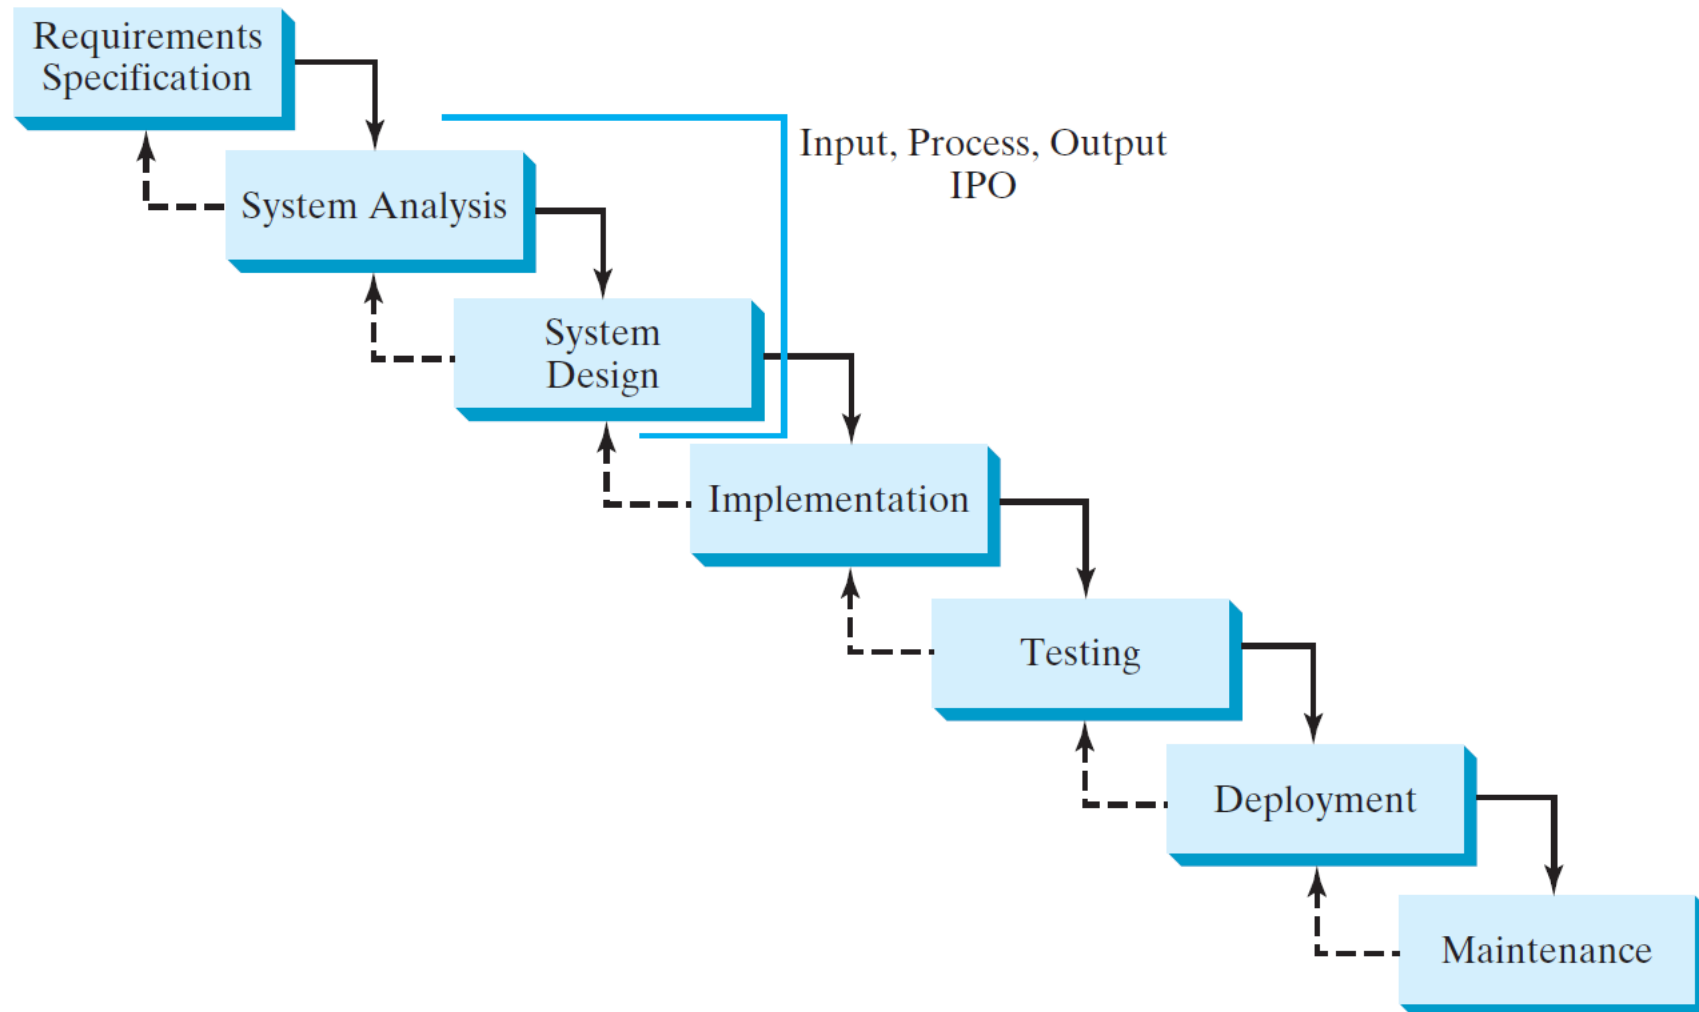 Requirements
Specification
Input, Process, Output
IPO
System Analysis
System
Design
Implementation
Testing
Deployment
Maintenance